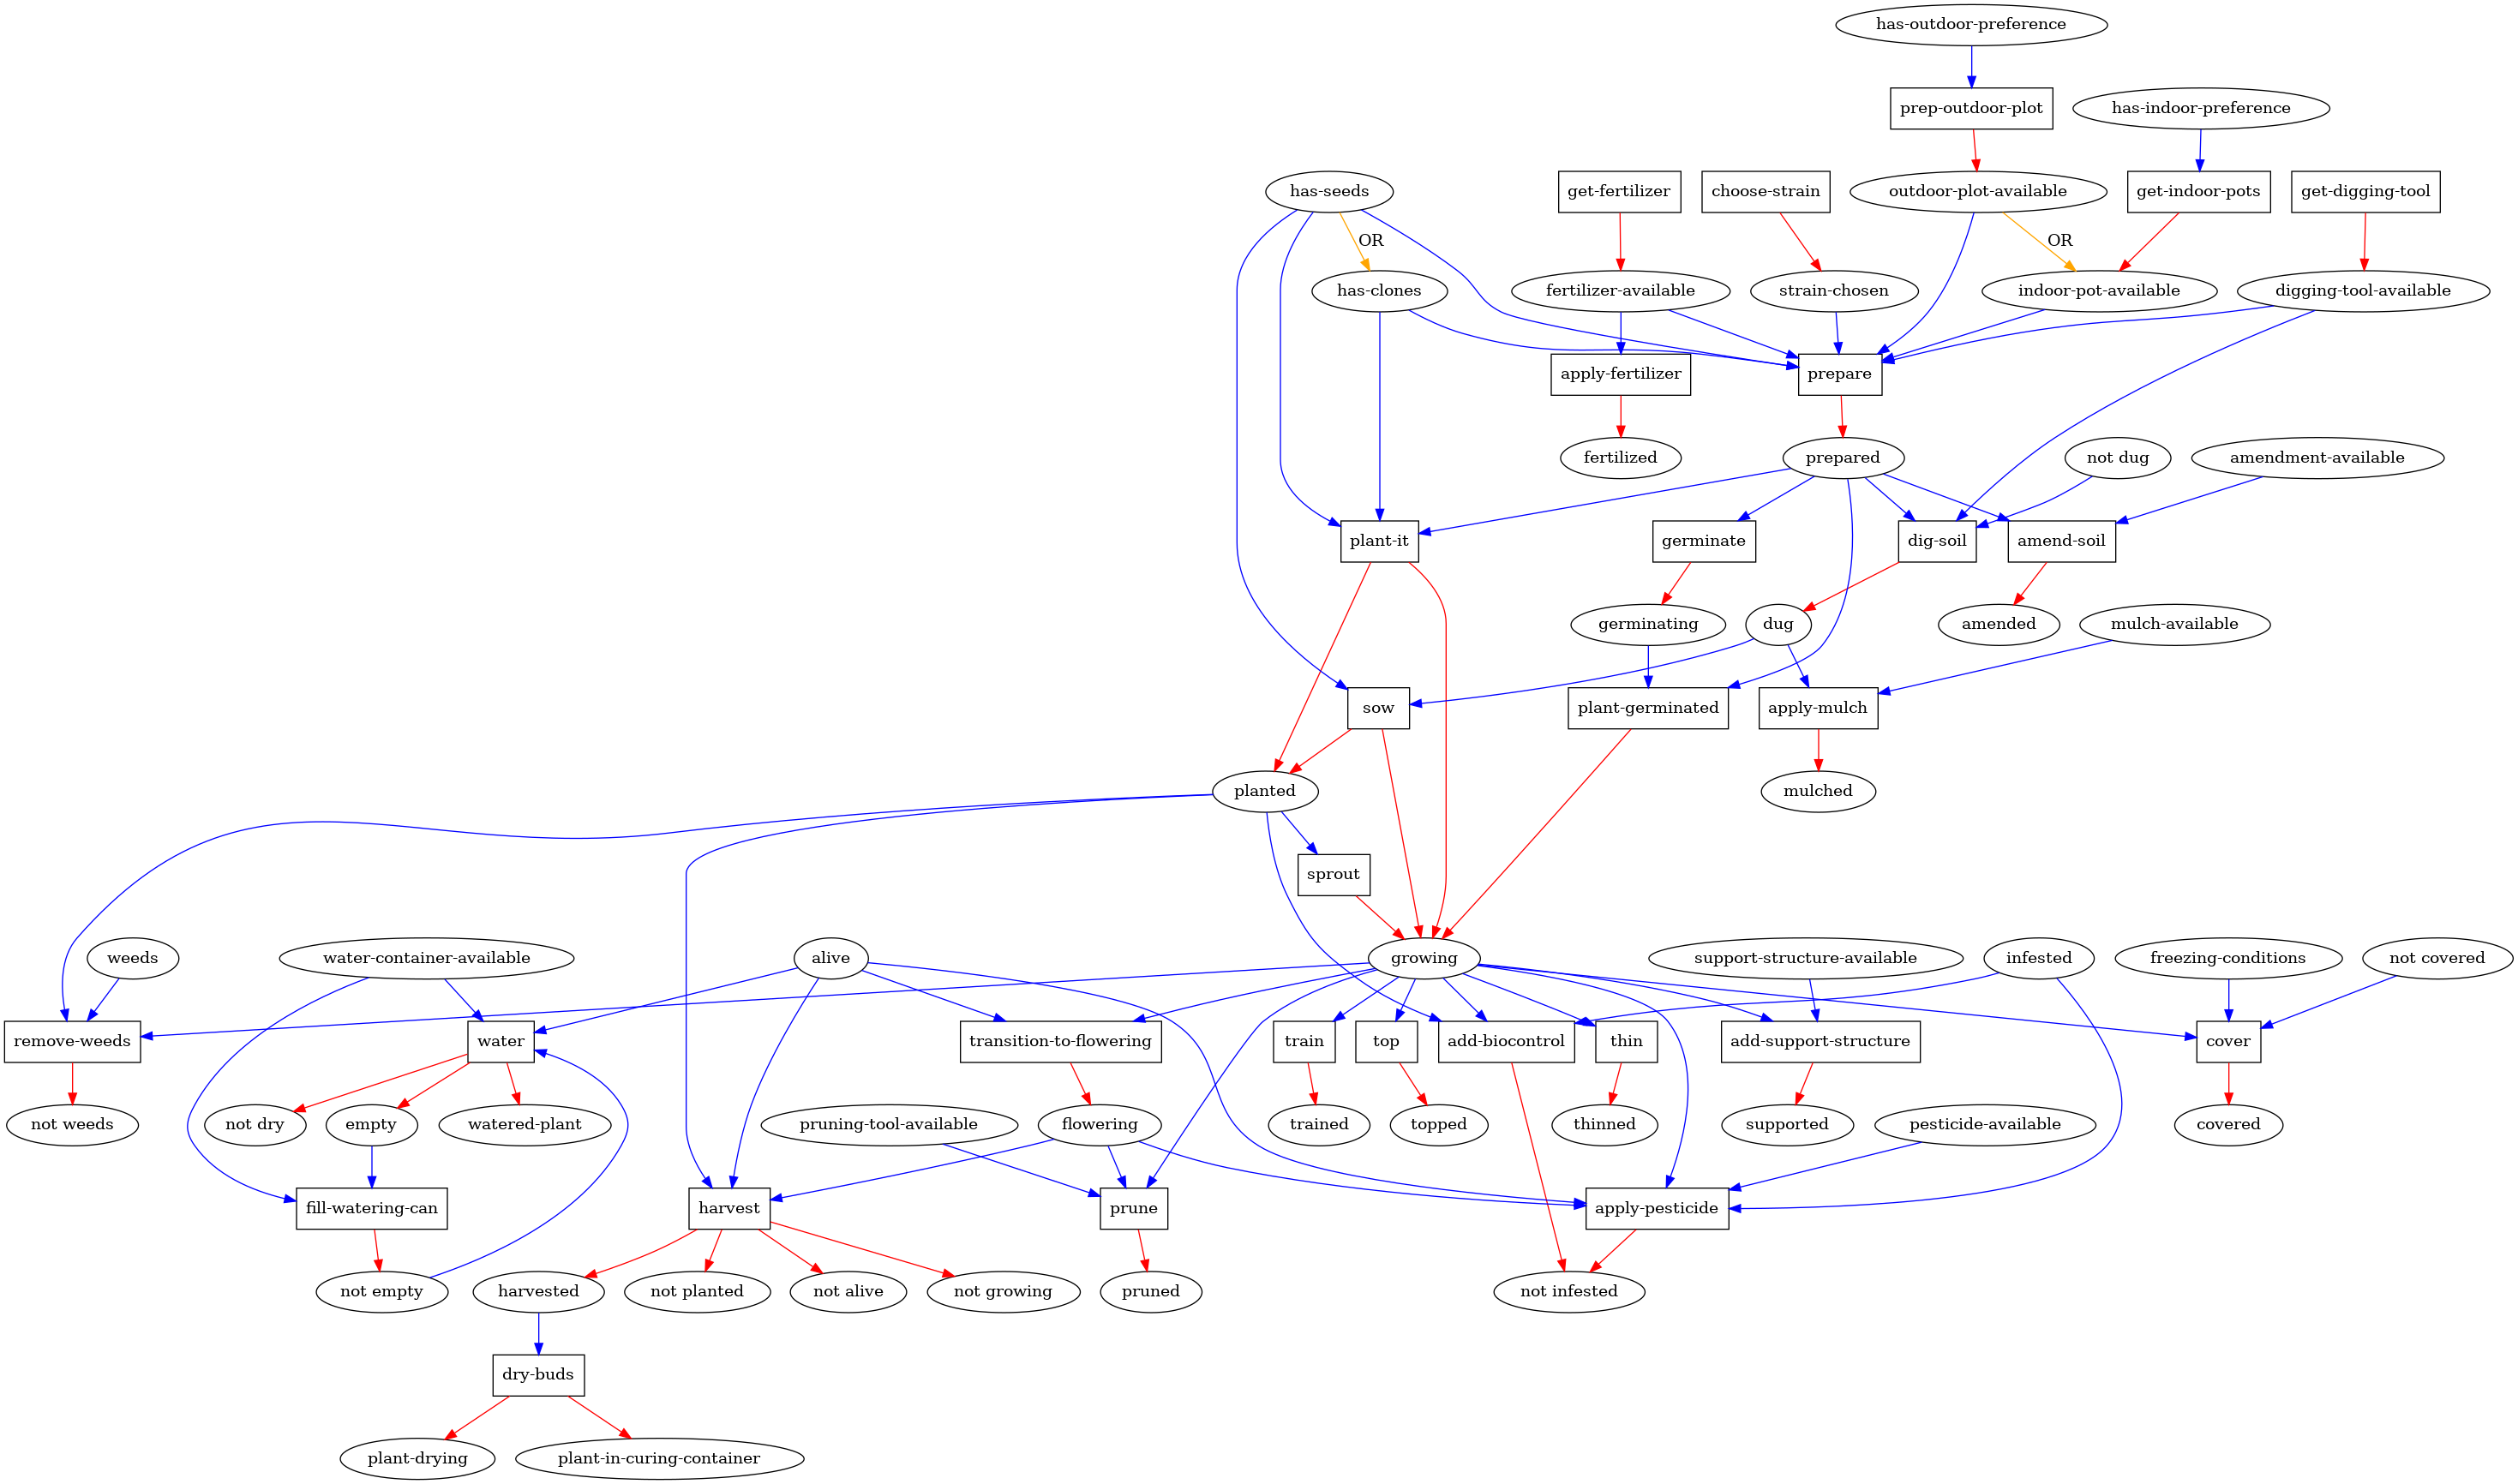 has-outdoor-preference
prep-outdoor-plot
has-indoor-preference
has-seeds
get-fertilizer
choose-strain
outdoor-plot-available
get-indoor-pots
get-digging-tool
OR
OR
has-clones
fertilizer-available
strain-chosen
indoor-pot-available
digging-tool-available
apply-fertilizer
prepare
fertilized
prepared
not dug
amendment-available
plant-it
germinate
dig-soil
amend-soil
germinating
dug
amended
mulch-available
sow
plant-germinated
apply-mulch
planted
mulched
sprout
weeds
water-container-available
alive
growing
support-structure-available
infested
freezing-conditions
not covered
remove-weeds
water
transition-to-flowering
train
top
add-biocontrol
thin
add-support-structure
cover
not weeds
not dry
empty
watered-plant
pruning-tool-available
flowering
trained
topped
thinned
supported
pesticide-available
covered
fill-watering-can
harvest
prune
apply-pesticide
not empty
harvested
not planted
not alive
not growing
pruned
not infested
dry-buds
plant-drying
plant-in-curing-container